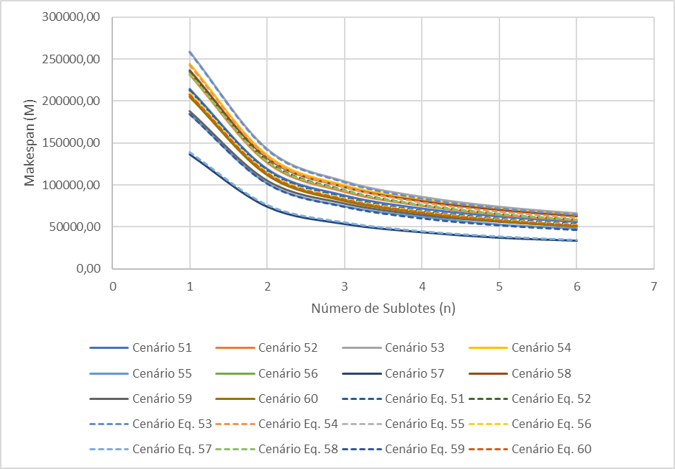 300000,00
250000,00
200000,00
150000,00
100000,00
50000,00
0,00
Makespan (M)
0 1 2 3 4 5 6 7
Número de Sublotes (n)
Cenário 51 Cenário 52 Cenário 53 Cenário 54
Cenário 55 Cenário 56 Cenário 57 Cenário 58
Cenário 59 Cenário 60 Cenário Eq. 51 Cenário Eq. 52
Cenário Eq. 53 Cenário Eq. 54 Cenário Eq. 55 Cenário Eq. 56
Cenário Eq. 57 Cenário Eq. 58 Cenário Eq. 59 Cenário Eq. 60